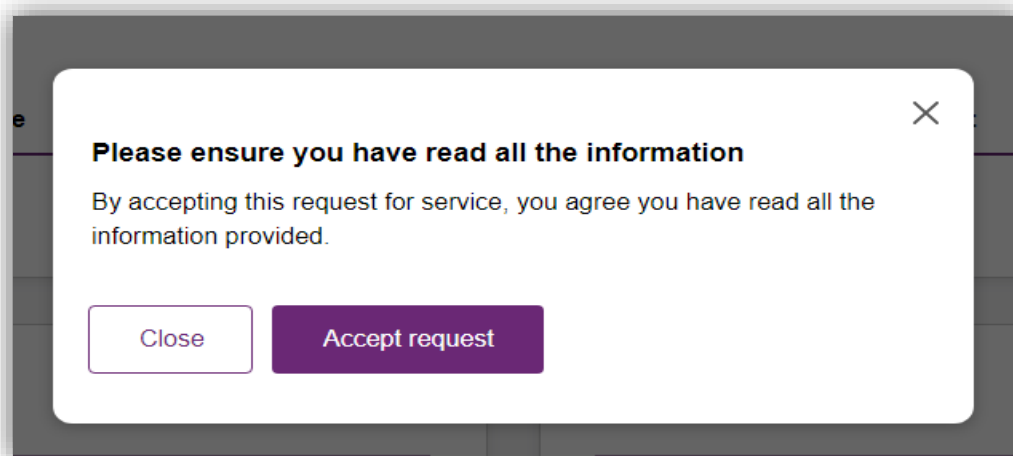 Please ensure you have read all the information
By accepting this request for service, you agree you have read all the
information provided.
Close
Accept request